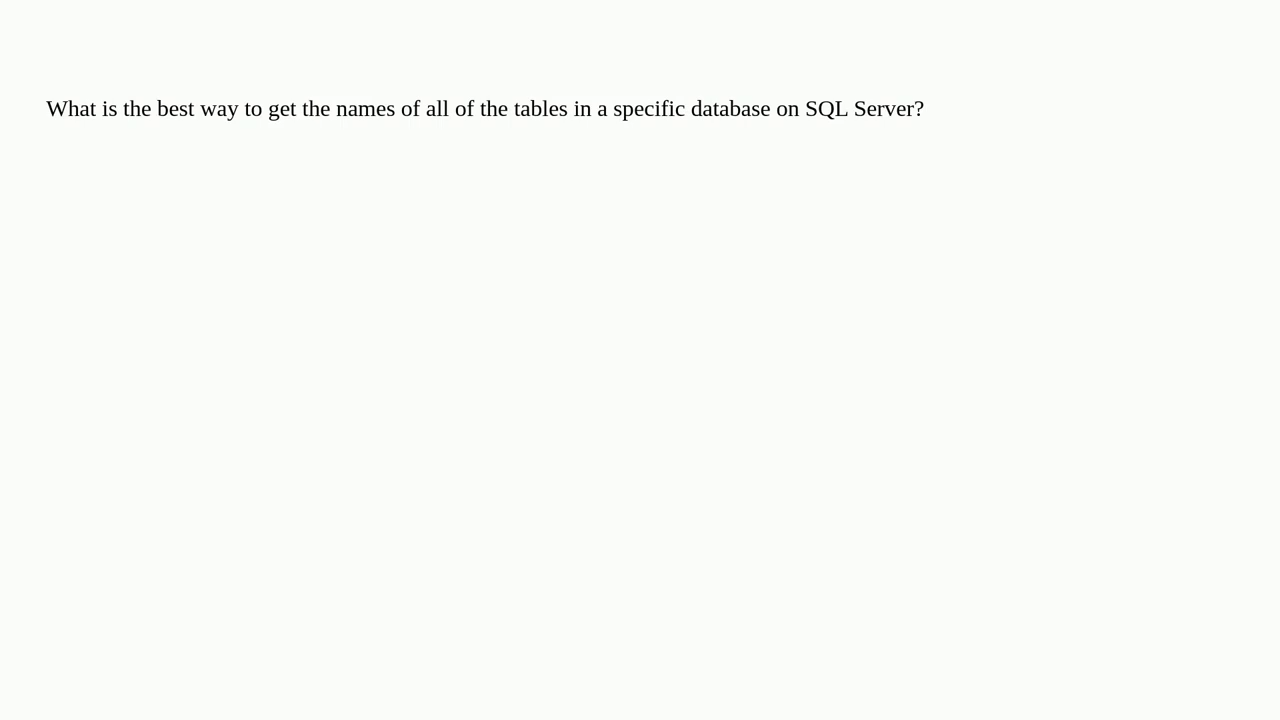 What is the best way to get the names of all of the tables in a specific database on SQL Server?